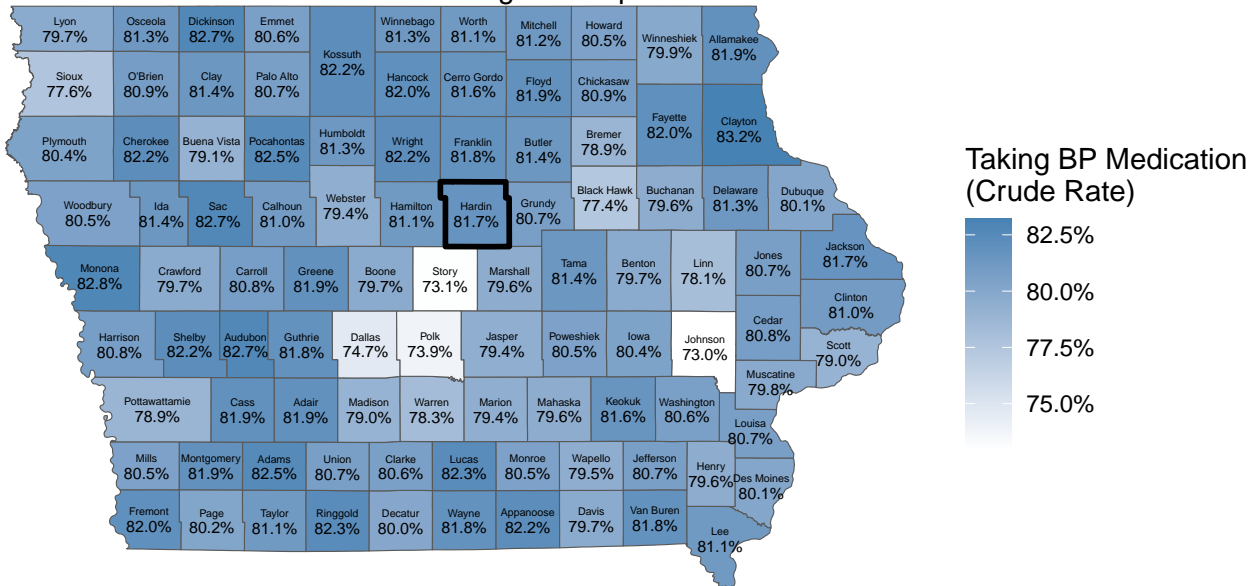 Lyon
79.7%
Osceola
81.3%
Dickinson
82.7%
Emmet
80.6%
Kossuth
82.2%
Winnebago
81.3%
Worth
81.1%
Mitchell
81.2%
Howard
80.5%
Winneshiek
79.9%
Allamakee
81.9%
Sioux
77.6%
O'Brien
80.9%
Clay
81.4%
Palo Alto
80.7%
Hancock
82.0%
Cerro Gordo
81.6%
Floyd
81.9%
Chickasaw
80.9%
Fayette
82.0%
Clayton
83.2%
Plymouth
80.4%
Cherokee
82.2%
Buena Vista
79.1%
Pocahontas
82.5%
Humboldt
81.3%
Wright
82.2%
Franklin
81.8%
Butler
81.4%
Bremer
78.9%
Woodbury
80.5%
Ida
81.4%
Sac
82.7%
Calhoun
81.0%
Webster
79.4%
Hamilton
81.1%
Hardin
81.7%
Grundy
80.7%
Black Hawk
77.4%
Buchanan
79.6%
Delaware
81.3%
Dubuque
80.1%
Monona
82.8%
Crawford
79.7%
Carroll
80.8%
Greene
81.9%
Boone
79.7%
Story
73.1%
Marshall
79.6%
Tama
81.4%
Benton
79.7%
Linn
78.1%
Jones
80.7%
Jackson
81.7%
Clinton
81.0%
Harrison
80.8%
Shelby
82.2%
Audubon
82.7%
Guthrie
81.8%
Dallas
74.7%
Polk
73.9%
Jasper
79.4%
Poweshiek
80.5%
Iowa
80.4%
Johnson
73.0%
Cedar
80.8%
Scott
79.0%
Muscatine
79.8%
Pottawattamie
78.9%
Cass
81.9%
Adair
81.9%
Madison
79.0%
Warren
78.3%
Marion
79.4%
Mahaska
79.6%
Keokuk
81.6%
Washington
80.6%
Louisa
80.7%
Mills
80.5%
Montgomery
81.9%
Adams
82.5%
Union
80.7%
Clarke
80.6%
Lucas
82.3%
Monroe
80.5%
Wapello
79.5%
Jefferson
80.7%
Henry
79.6%
Des Moines
80.1%
Fremont
82.0%
Page
80.2%
Taylor
81.1%
Ringgold
82.3%
Decatur
80.0%
Wayne
81.8%
Appanoose
82.2%
Davis
79.7%
Van Buren
81.8%
Lee
81.1%
Taking BP Medication
(Crude Rate)
82.5%
80.0%
77.5%
75.0%